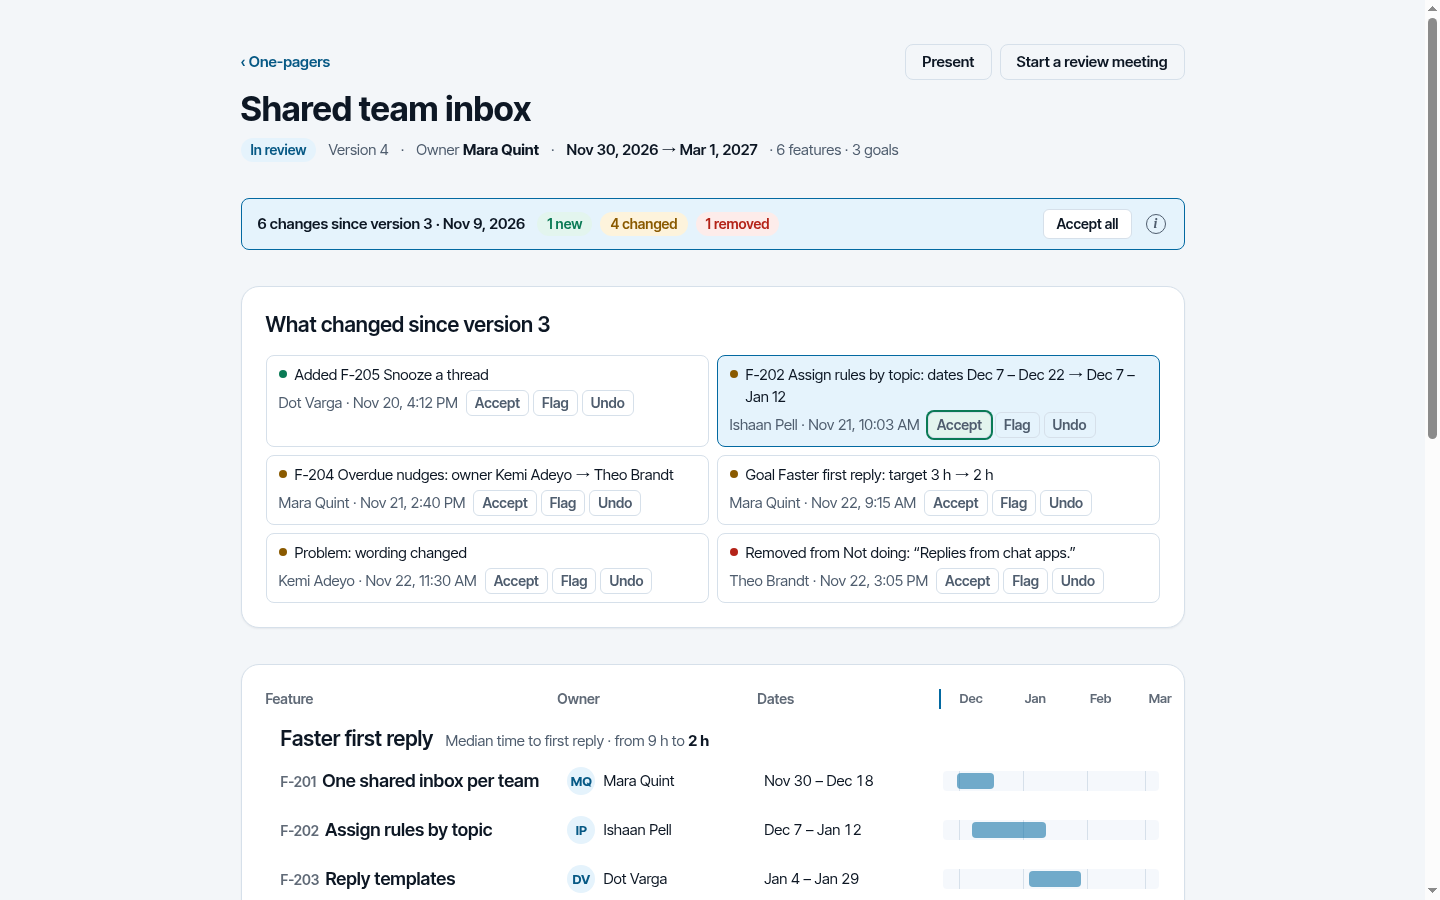 ‹ One-pagers
Present
Start a review meeting
Shared team inbox
In review
Version 4 · Owner Mara Quint · Nov 30, 2026 → Mar 1, 2027 · 6 features · 3 goals
6 changes since version 3 · Nov 9, 2026
1 new
4 changed
1 removed
Accept all
i
What changed since version 3
Added F-205 Snooze a thread
Dot Varga · Nov 20, 4:12 PM
Accept
Flag
Undo
F-202 Assign rules by topic: dates Dec 7 – Dec 22 → Dec 7 –
Jan 12
Ishaan Pell · Nov 21, 10:03 AM
Accept
Flag
Undo
F-204 Overdue nudges: owner Kemi Adeyo → Theo Brandt
Mara Quint · Nov 21, 2:40 PM
Accept
Flag
Undo
Goal Faster first reply: target 3 h → 2 h
Mara Quint · Nov 22, 9:15 AM
Accept
Flag
Undo
Problem: wording changed
Kemi Adeyo · Nov 22, 11:30 AM
Accept
Flag
Undo
Removed from Not doing: “Replies from chat apps.”
Theo Brandt · Nov 22, 3:05 PM
Accept
Flag
Undo
Feature
Owner
Dates
Dec
Jan
Feb
Mar
Faster first reply
Median time to first reply · from 9 h to 2 h
F-201 One shared inbox per team
MQ
Mara Quint
Nov 30 – Dec 18
F-202 Assign rules by topic
IP
Ishaan Pell
Dec 7 – Jan 12
F-203 Reply templates
DV
Dot Varga
Jan 4 – Jan 29